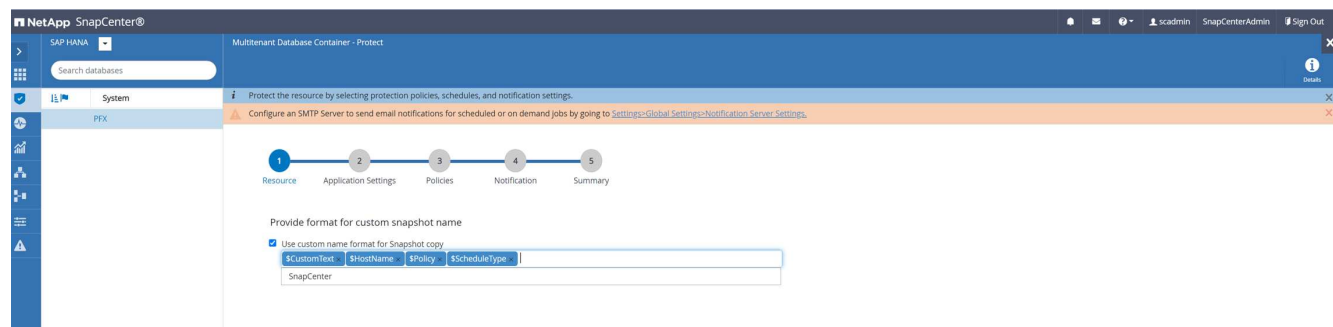 NetApp SnapCenter®
scadmin SnapCenterAdmin Sign Out
SAP HANA
Multitenant Database Container - Protect
Search databases
Details
System
Protect the resource by selecting protection policies, schedules, and notification settings.
PFX
Configure an SMTP Server to send email notifications for scheduled or on demand jobs by going to Settings>Global Settings>Notification Server Settings.
1 2 3 4 5
Resource Application Settings Policies Notification Summary
Provide format for custom snapshot name
Use custom name format for Snapshot copy
$CustomText × $HostName × $Policy × $ScheduleType ×
SnapCenter